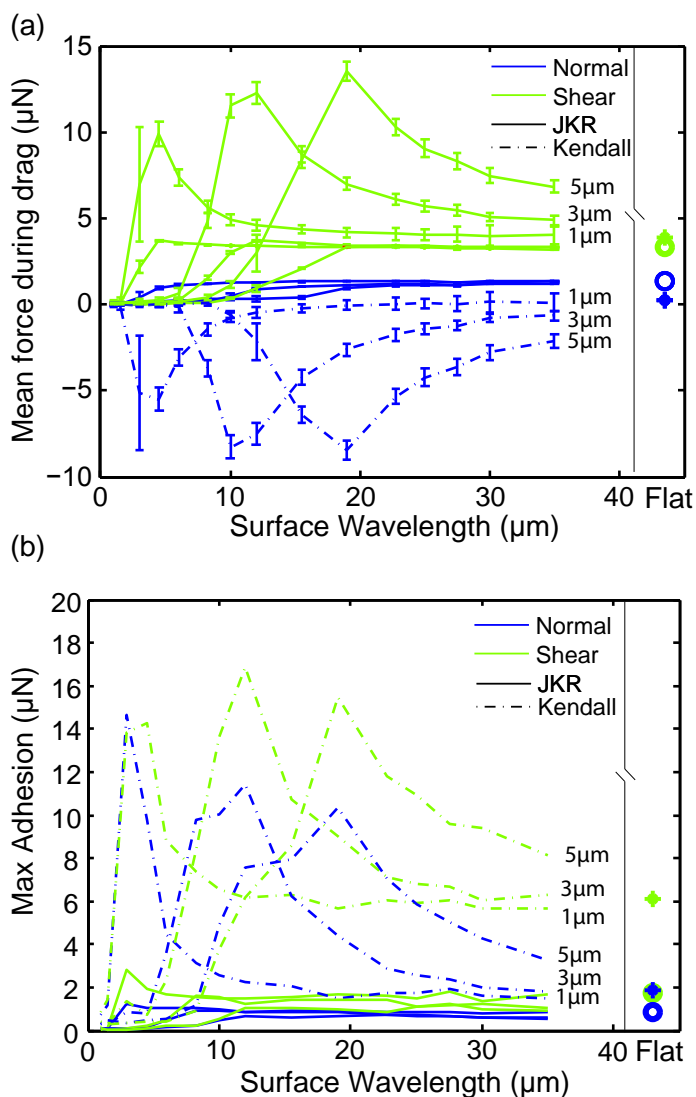 (a)
15
10
5
0
−5
−10
Mean force during drag (µN)
Normal
Shear
JKR
Kendall
5µm
3µm
1µm
1µm
3µm
5µm
0 10 20 30 40 Flat
Surface Wavelength (µm)
(b)
20
18
16
14
12
10
8
6
4
2
0
Max Adhesion (µN)
Normal
Shear
JKR
Kendall
5µm
3µm
1µm
5µm
3µm
1µm
0 10 20 30 40 Flat
Surface Wavelength (µm)